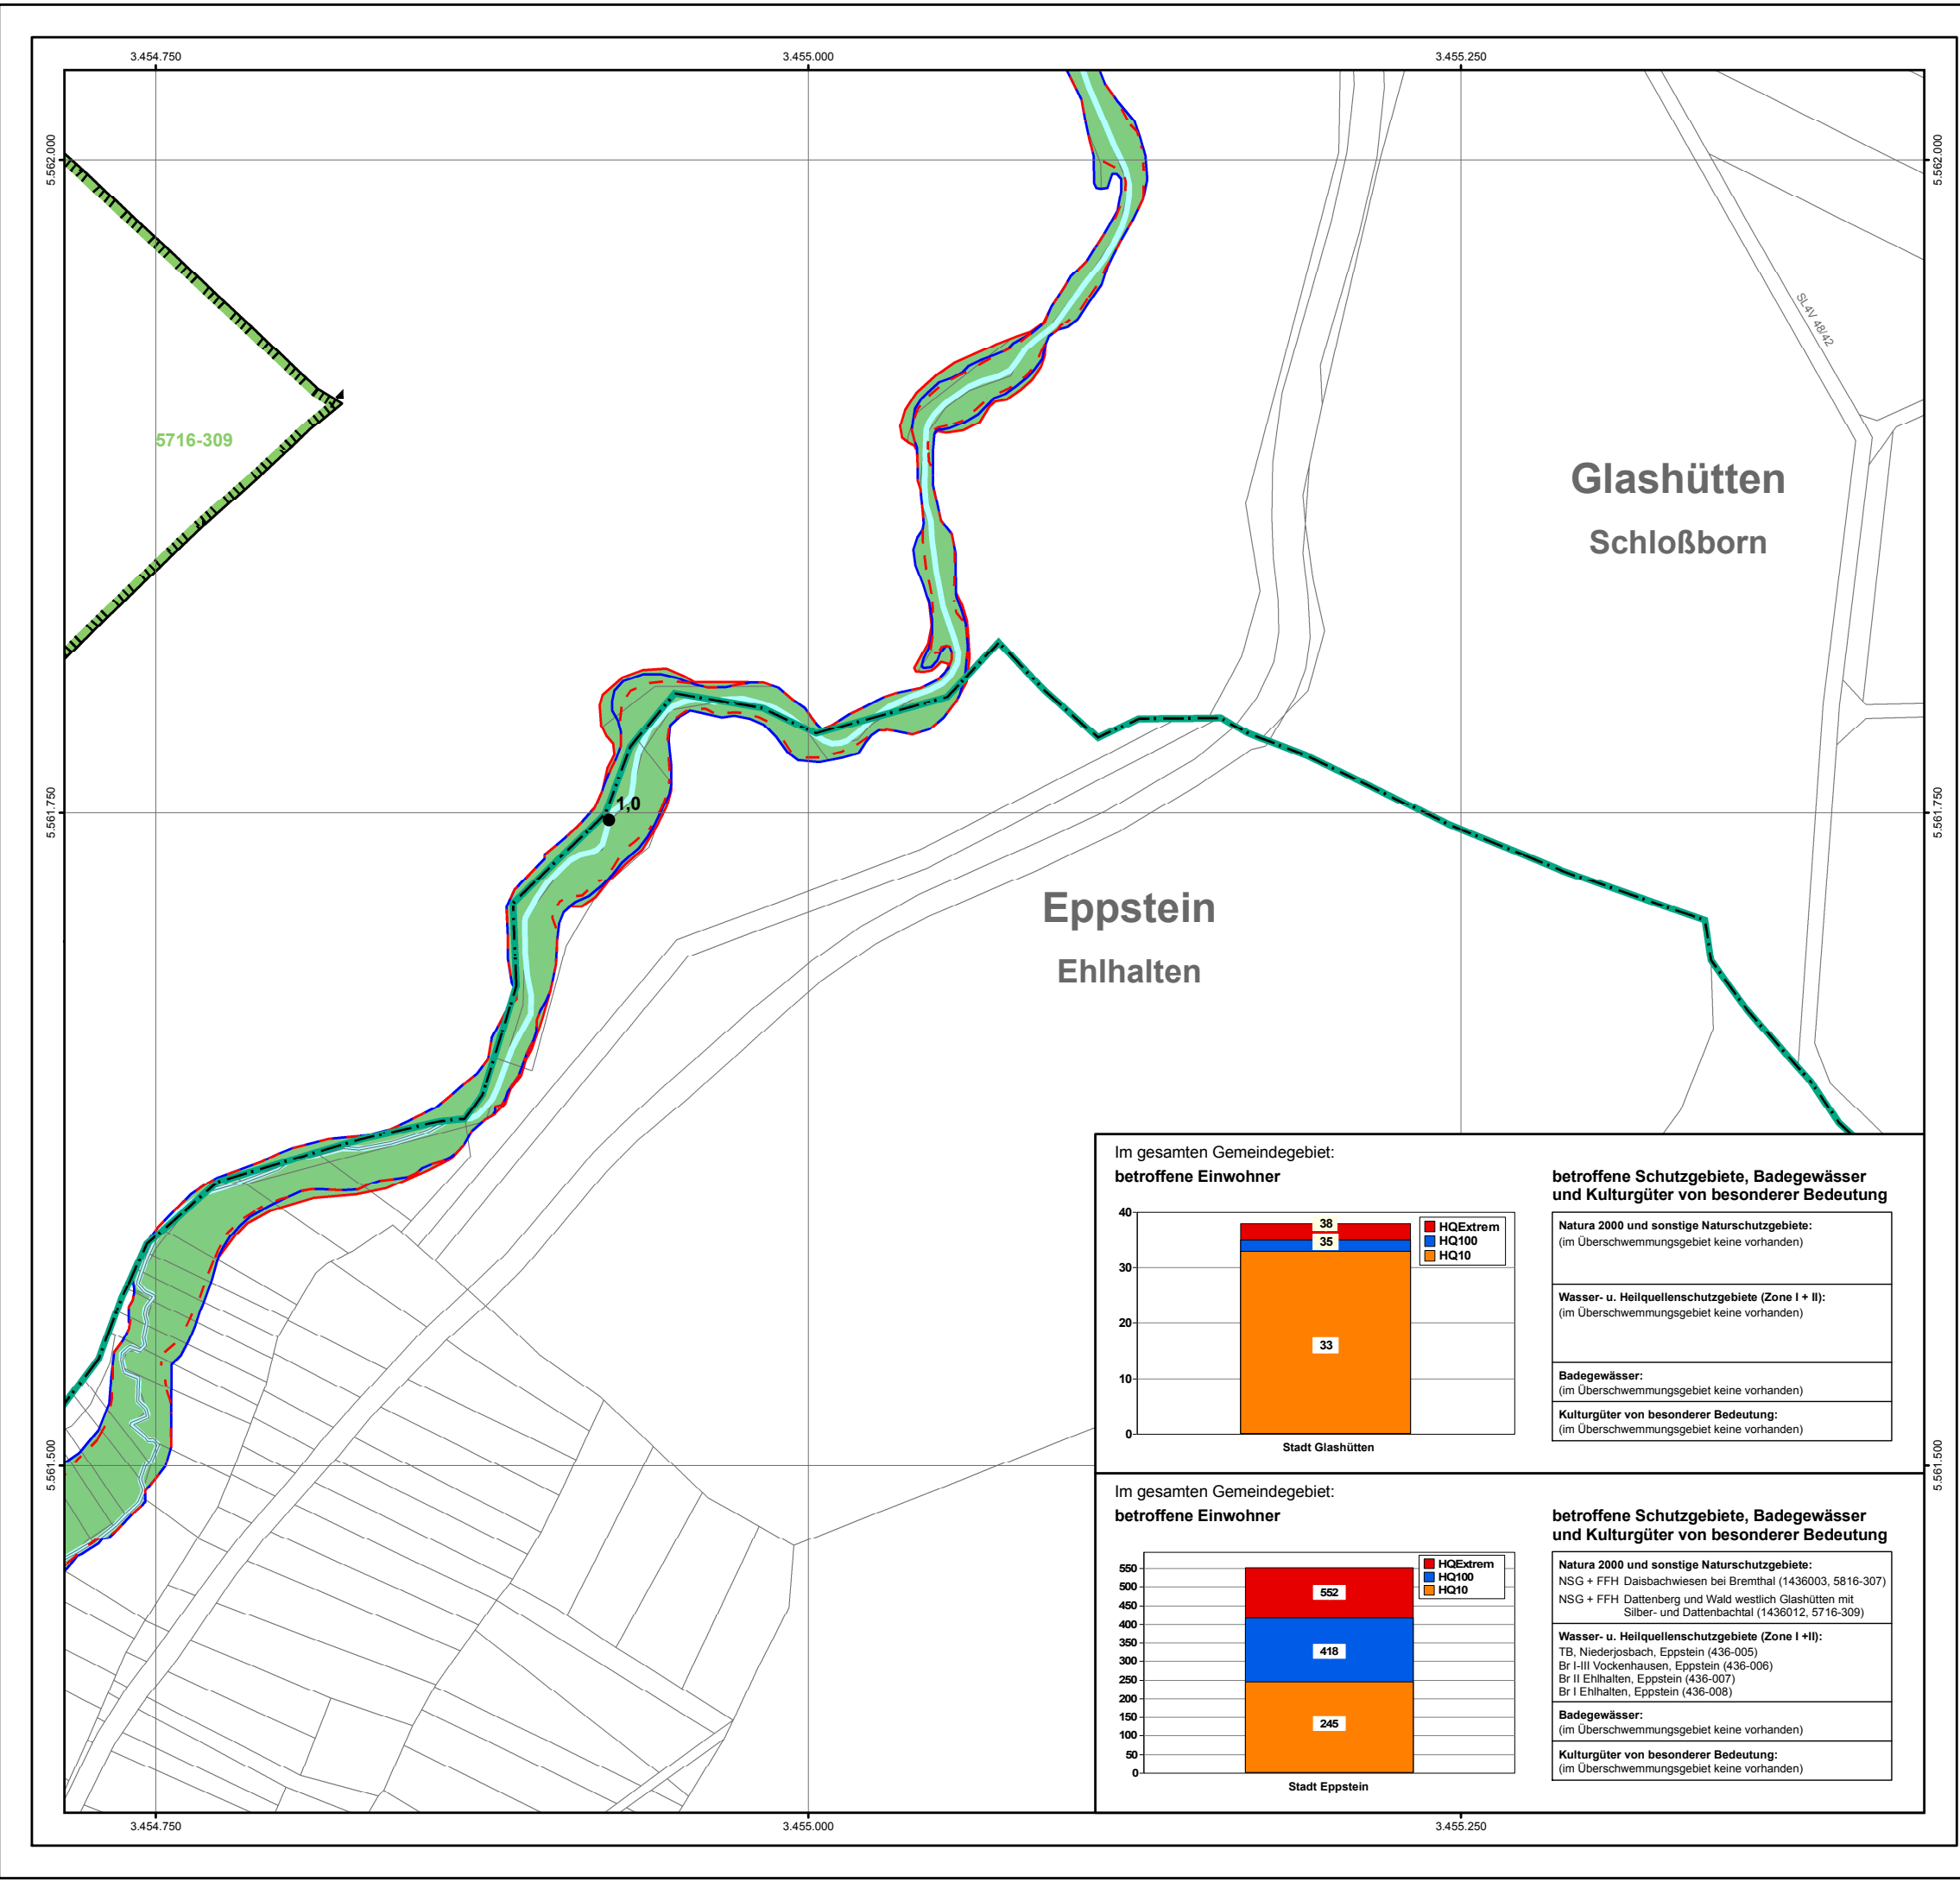 3.454.750
3.455.000
3.455.250
5.562.000
5.562.000
SL4V 48/42
5716-309
Glashütten
Schloßborn
5.561.750
5.561.750
1,0
Eppstein
Ehlhalten
5.561.500
5.561.500
Im gesamten Gemeindegebiet:
betroffene Einwohner
40
30
20
10
0
38
35
33
HQExtrem
HQ100
HQ10
Stadt Glashütten
betroffene Schutzgebiete, Badegewässer
und Kulturgüter von besonderer Bedeutung
Natura 2000 und sonstige Naturschutzgebiete:
(im Überschwemmungsgebiet keine vorhanden)
Wasser- u. Heilquellenschutzgebiete (Zone I + II):
(im Überschwemmungsgebiet keine vorhanden)
Badegewässer:
(im Überschwemmungsgebiet keine vorhanden)
Kulturgüter von besonderer Bedeutung:
(im Überschwemmungsgebiet keine vorhanden)
Im gesamten Gemeindegebiet:
betroffene Einwohner
550
500
450
400
350
300
250
200
150
100
50
0
552
418
245
HQExtrem
HQ100
HQ10
Stadt Eppstein
betroffene Schutzgebiete, Badegewässer
und Kulturgüter von besonderer Bedeutung
Natura 2000 und sonstige Naturschutzgebiete:
NSG + FFH Daisbachwiesen bei Bremthal (1436003, 5816-307)
NSG + FFH Dattenberg und Wald westlich Glashütten mit
Silber- und Dattenbachtal (1436012, 5716-309)
Wasser- u. Heilquellenschutzgebiete (Zone I +II):
TB, Niederjosbach, Eppstein (436-005)
Br I-III Vockenhausen, Eppstein (436-006)
Br II Ehlhalten, Eppstein (436-007)
Br I Ehlhalten, Eppstein (436-008)
Badegewässer:
(im Überschwemmungsgebiet keine vorhanden)
Kulturgüter von besonderer Bedeutung:
(im Überschwemmungsgebiet keine vorhanden)
3.454.750
3.455.000
3.455.250